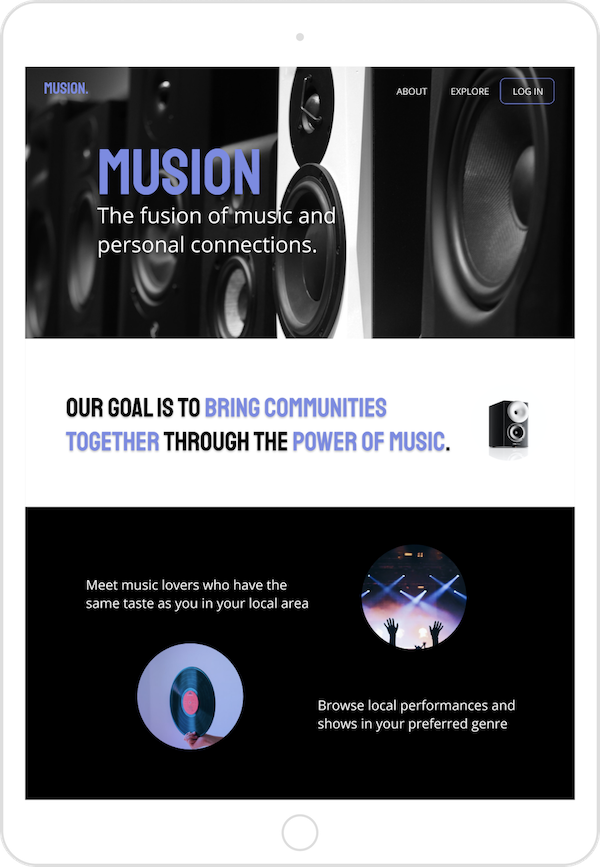 MUSION.
ABOUT EXPLORE LOG IN
MUSION
The fusion of music and
personal connections.
OUR GOAL IS TO BRING COMMUNITIES
TOGETHER THROUGH THE POWER OF MUSIC.
Meet music lovers who have the
same taste as you in your local area
Browse local performances and
shows in your preferred genre